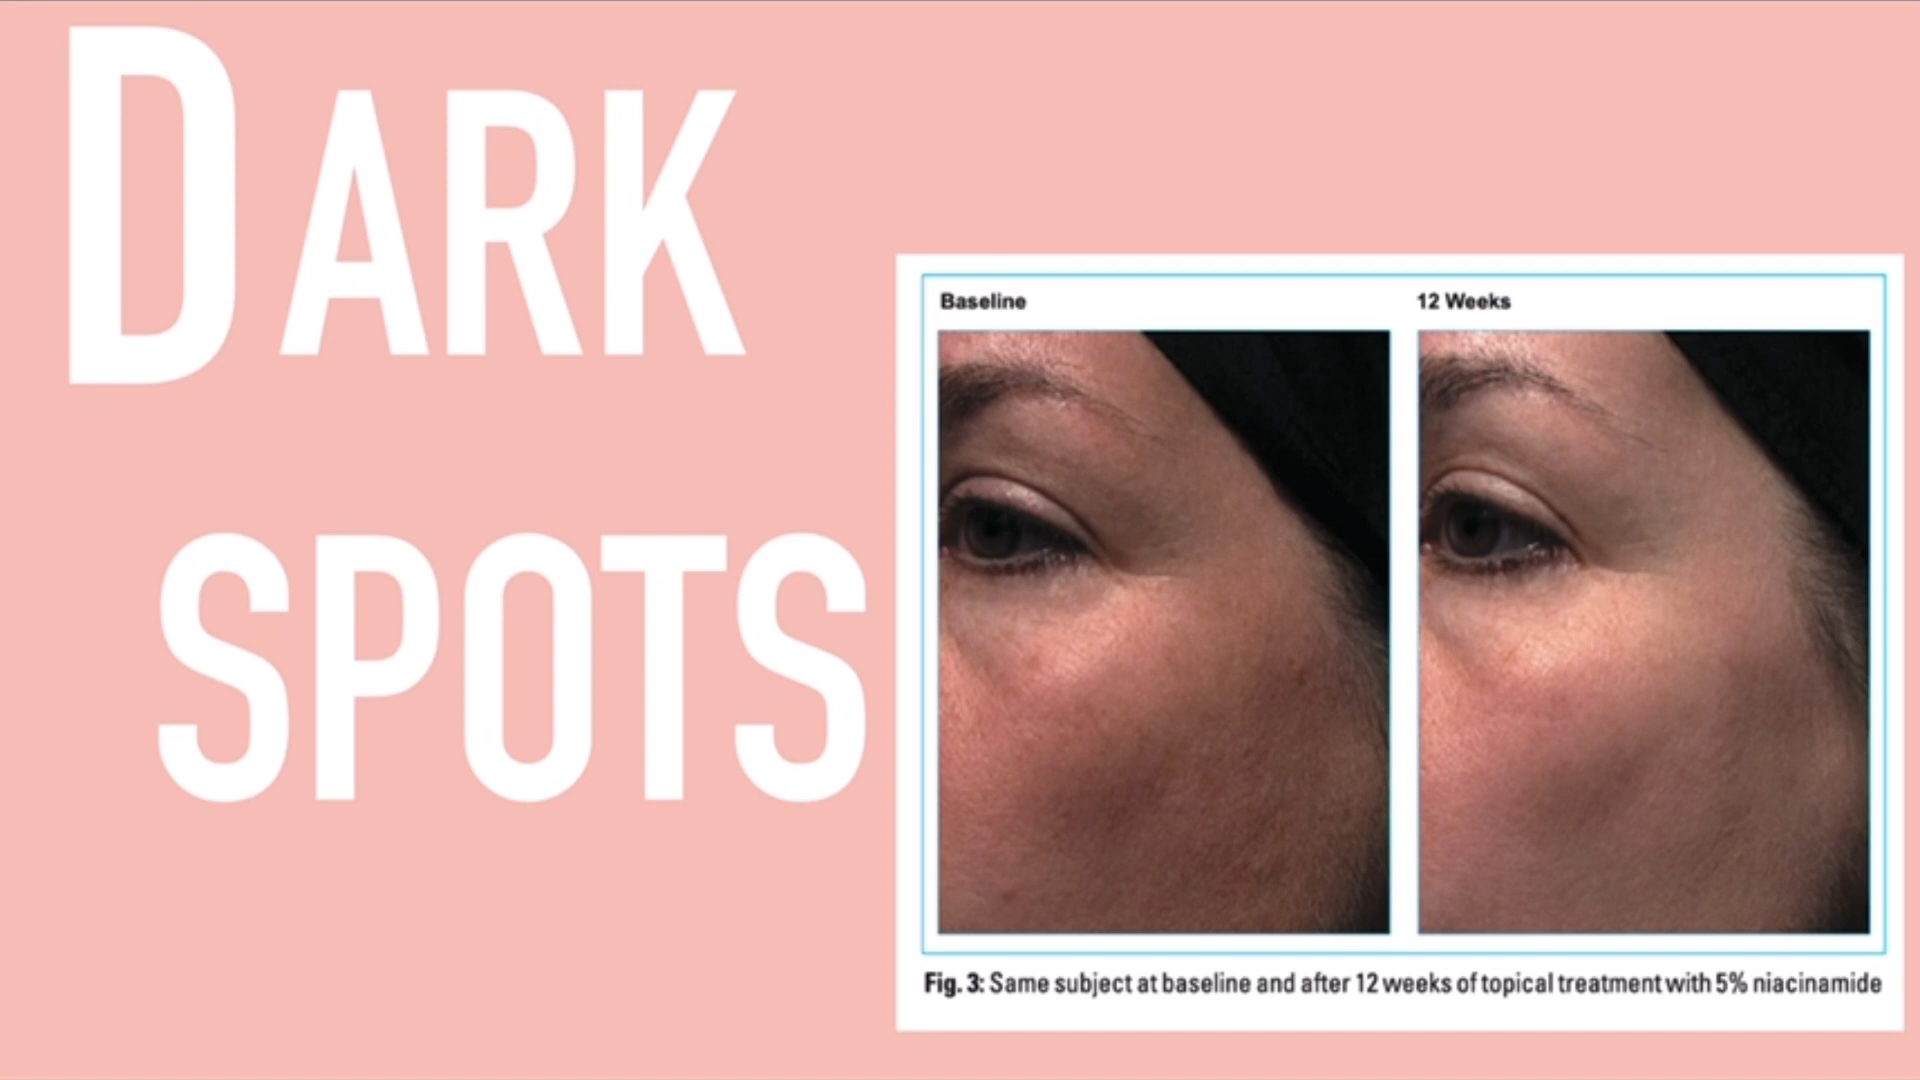 DARK
SPOTS
Baseline
12 Weeks
Fig. 3: Same subject at baseline and after 12 weeks of topical treatment with 5% niacinamide